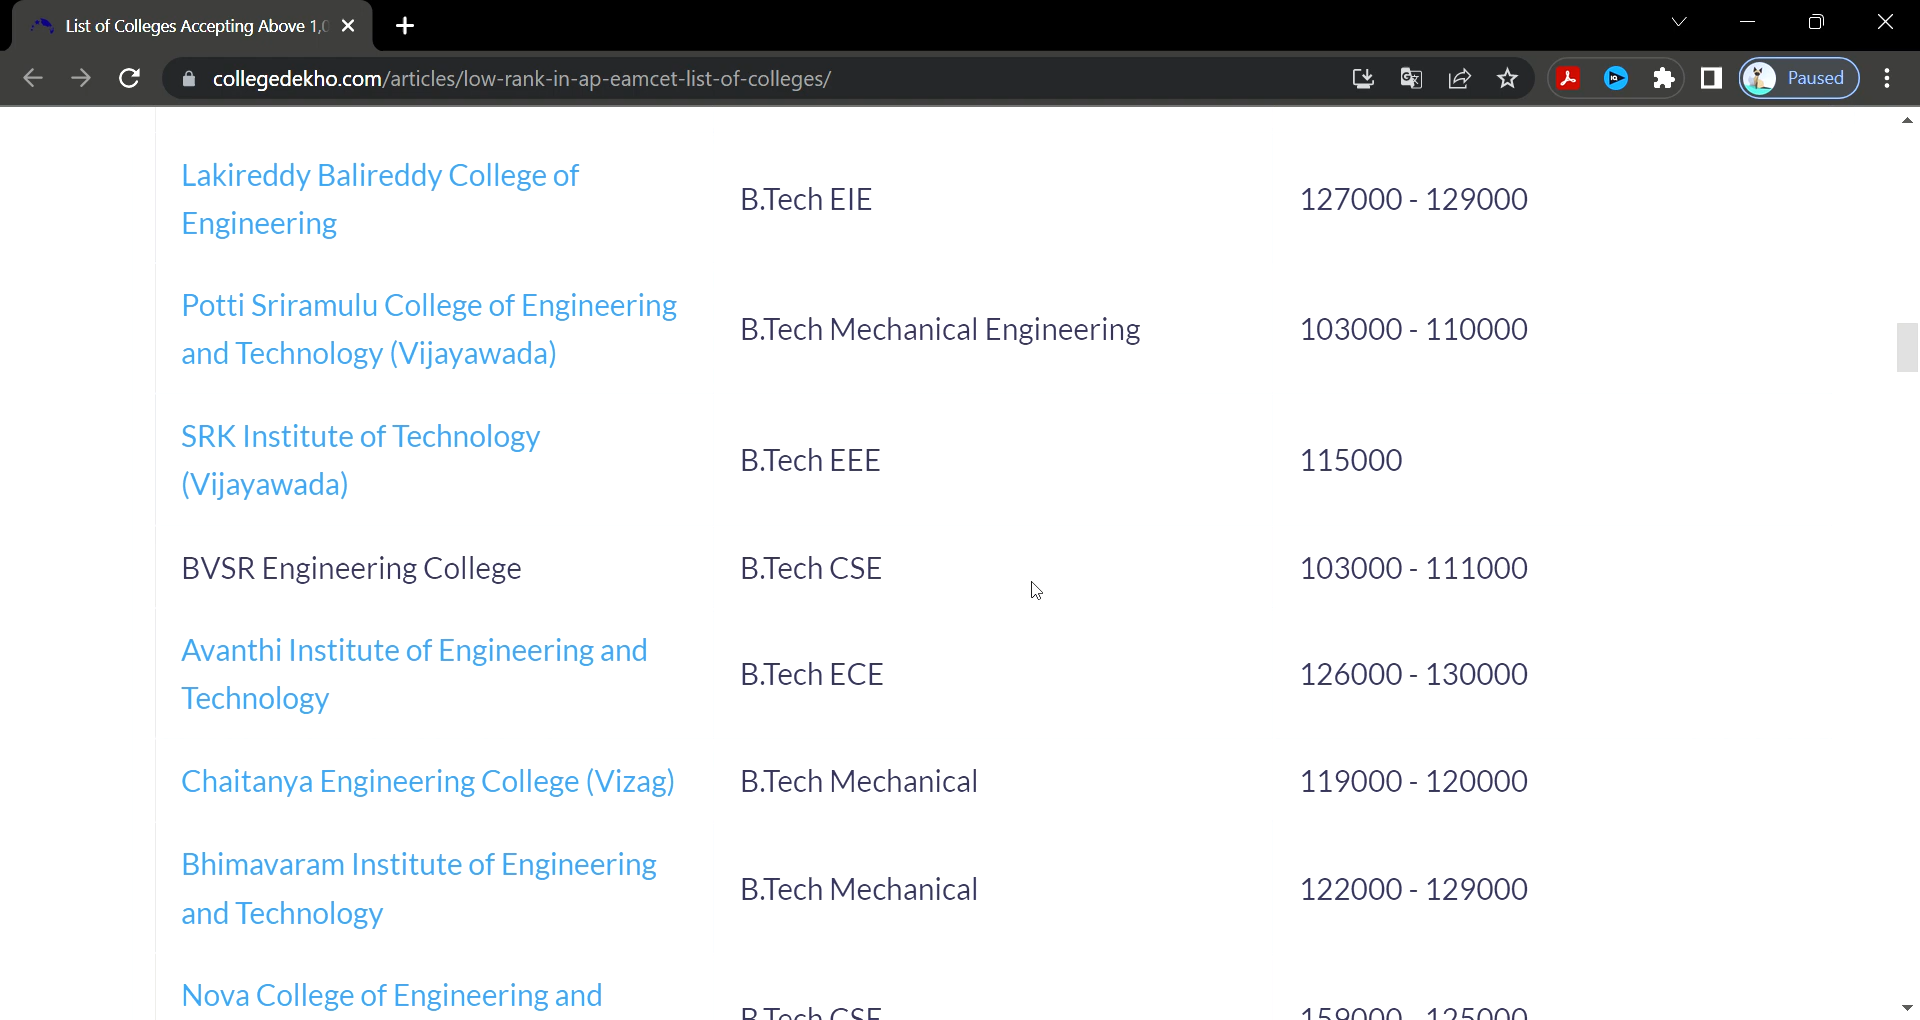 List of Colleges Accepting Above 1,0
collegedekho.com/articles/low-rank-in-ap-eamcet-list-of-colleges/
Paused
Lakireddy Balireddy College of
Engineering
B.Tech EIE
127000 - 129000
Potti Sriramulu College of Engineering
and Technology (Vijayawada)
B.Tech Mechanical Engineering
103000 - 110000
SRK Institute of Technology
(Vijayawada)
B.Tech EEE
115000
BVSR Engineering College
B.Tech CSE
103000 - 111000
Avanthi Institute of Engineering and
Technology
B.Tech ECE
126000 - 130000
Chaitanya Engineering College (Vizag)
B.Tech Mechanical
119000 - 120000
Bhimavaram Institute of Engineering
and Technology
B.Tech Mechanical
122000 - 129000
Nova College of Engineering and
B.Tech CSE
159000 - 125000